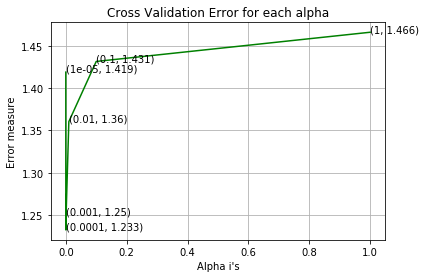 Cross Validation Error for each alpha
Error measure
1.45
1.40
1.35
1.30
1.25
(1, 1.466)
(0.1, 1.431)
(1e-05, 1.419)
(0.01, 1.36)
(0.001, 1.25)
(0.0001, 1.233)
0.0 0.2 0.4 0.6 0.8 1.0
Alpha i's